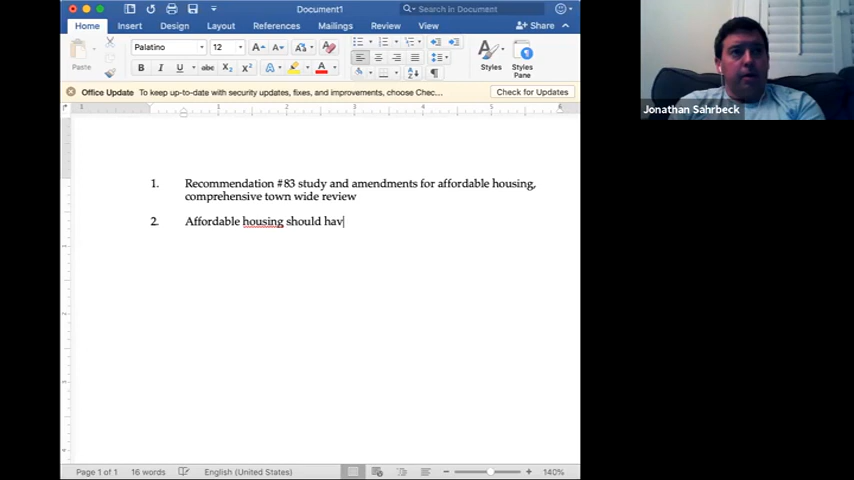 Document1
Search in Document
Home Insert Design Layout References Mailings Review View Share
Paste
Palatino 12
Styles
Styles Pane
Office Update To keep up-to-date with security updates, fixes, and improvements, choose Chec... Check for Updates
1. Recommendation #83 study and amendments for affordable housing,
comprehensive town wide review
2. Affordable housing should hav
Page 1 of 1 16 words English (United States) 140%
Jonathan Sahrbeck